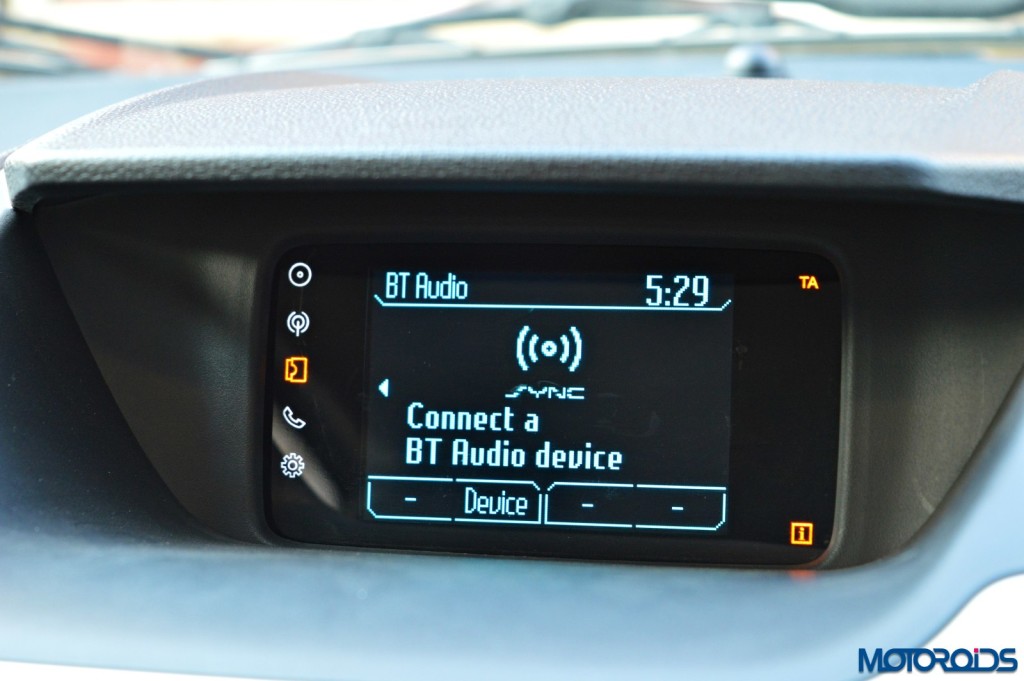 BT Audio 5:29
TA
SYNC
Connect a
BT Audio device
- Device - -
i
MOTOROIDS